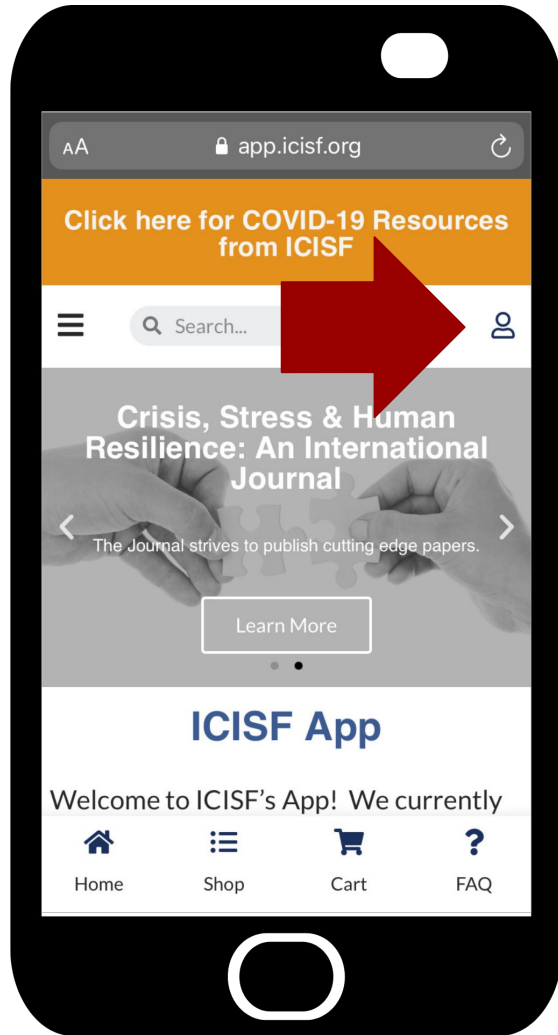 AA
app.icisf.org
Click here for COVID-19 Resources
from ICISF
Search...
Crisis, Stress & Human
Resilience: An International
Journal
The Journal strives to publish cutting edge papers.
Learn More
ICISF App
Welcome to ICISF's App! We currently
Home Shop Cart FAQ